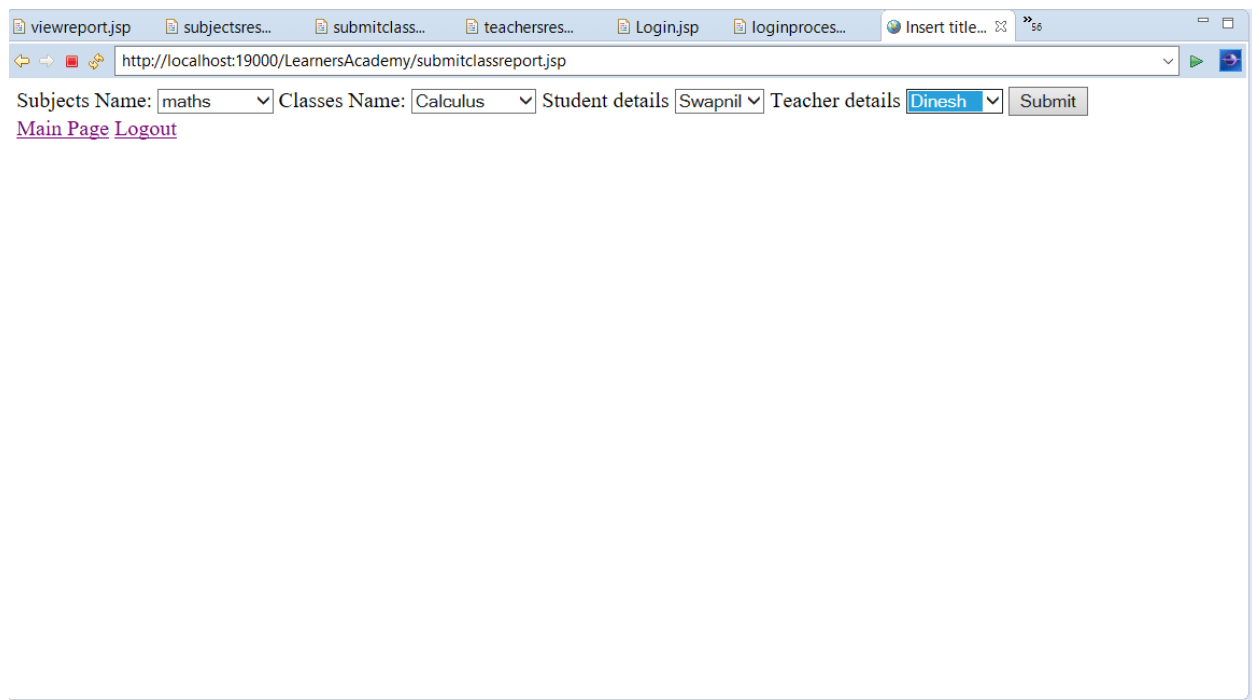 viewreport.jsp subjectsres... submitclass... teachersres... Login.jsp loginproces... Insert title... »56
http://localhost:19000/LearnersAcademy/submitclassreport.jsp
Subjects Name: maths Classes Name: Calculus Student details Swapnil Teacher details Dinesh Submit
Main Page Logout